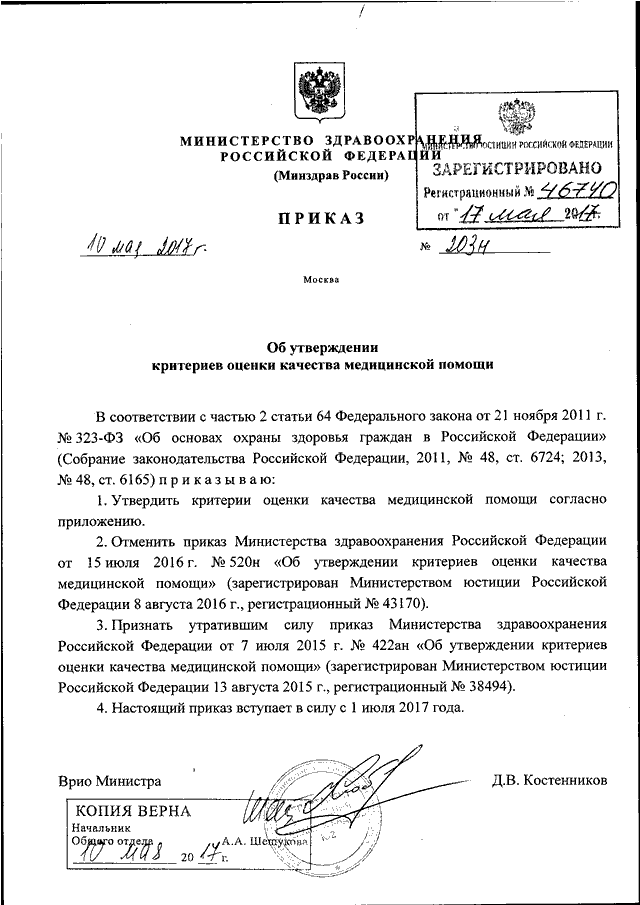 МИНИСТЕРСТВО ЗДРАВООХРАНЕНИЯ
РОССИЙСКОЙ ФЕДЕРАЦИИ
(Минздрав России)
МИНИСТЕРСТВО ЮСТИЦИИ РОССИЙСКОЙ ФЕДЕРАЦИИ
ЗАРЕГИСТРИРОВАНО
Регистрационный № 46740
от "17 мая 2017г.
ПРИКАЗ
10 мая 2017г.
№ 203н
Москва
Об утверждении
критериев оценки качества медицинской помощи
В соответствии с частью 2 статьи 64 Федерального закона от 21 ноября 2011 г.
№ 323-ФЗ «Об основах охраны здоровья граждан в Российской Федерации»
(Собрание законодательства Российской Федерации, 2011, № 48, ст. 6724; 2013,
№ 48, ст. 6165) п р и к а з ы в а ю:
1. Утвердить критерии оценки качества медицинской помощи согласно
приложению.
2. Отменить приказ Министерства здравоохранения Российской Федерации
от 15 июля 2016 г. № 520н «Об утверждении критериев оценки качества
медицинской помощи» (зарегистрирован Министерством юстиции Российской
Федерации 8 августа 2016 г., регистрационный № 43170).
3. Признать утратившим силу приказ Министерства здравоохранения
Российской Федерации от 7 июля 2015 г. № 422ан «Об утверждении критериев
оценки качества медицинской помощи» (зарегистрирован Министерством юстиции
Российской Федерации 13 августа 2015 г., регистрационный № 38494).
4. Настоящий приказ вступает в силу с 1 июля 2017 года.
Врио Министра
Д.В. Костенников
КОПИЯ ВЕРНА
Начальник
Общего отдела А.А. Шешукова
10 мая 2017 г.